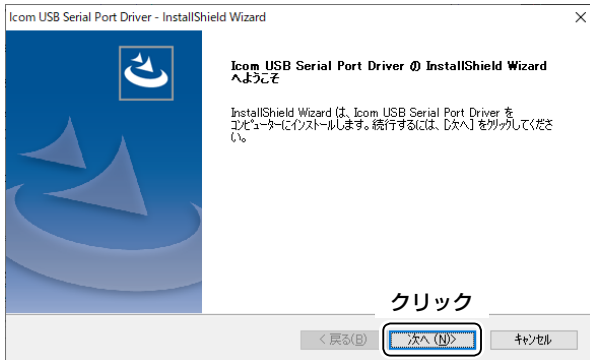 Icom USB Serial Port Driver - InstallShield Wizard
Icom USB Serial Port Driver の InstallShield Wizard
へようこそ
InstallShield Wizard は、Icom USB Serial Port Driver を
コンピューターにインストールします。続行するには、[次へ] をクリックしてくださ
い。
クリック
< 戻る(B)
次へ (N)>
キャンセル